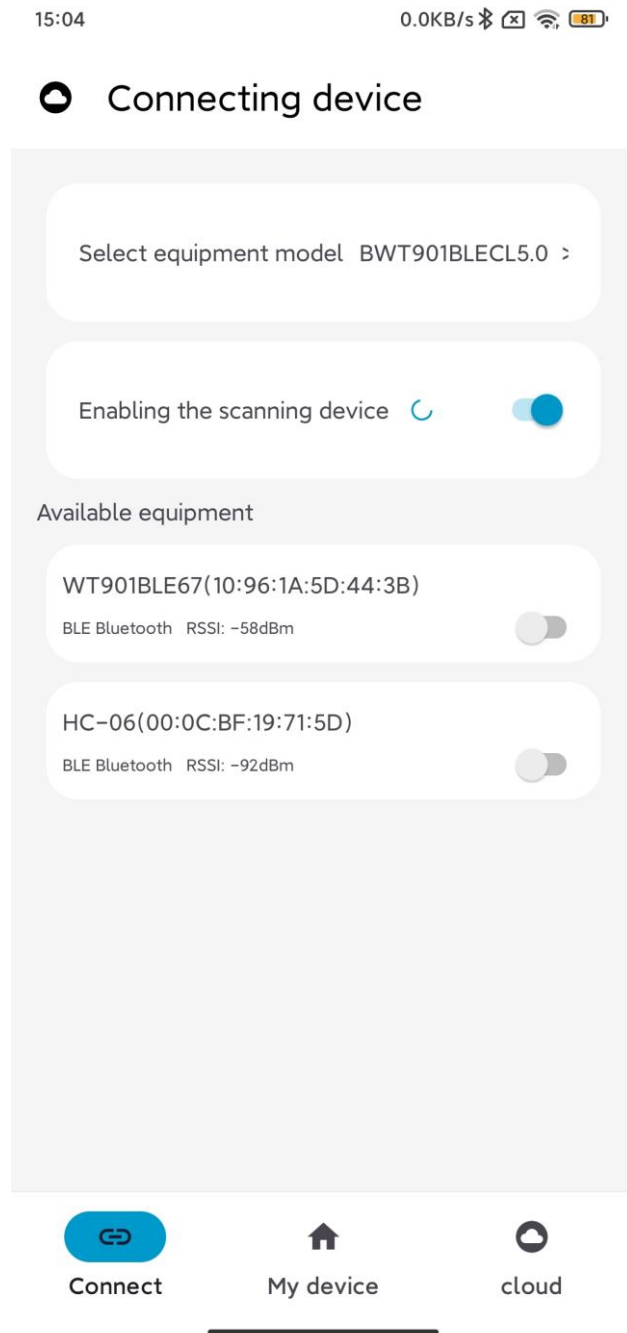 15:04 0.0KB/s 81
Connecting device
Select equipment model BWT901BLECL5.0 >
Enabling the scanning device
Available equipment
WT901BLE67(10:96:1A:5D:44:3B)
BLE Bluetooth RSSI: -58dBm
HC-06(00:0C:BF:19:71:5D)
BLE Bluetooth RSSI: -92dBm
Connect My device cloud